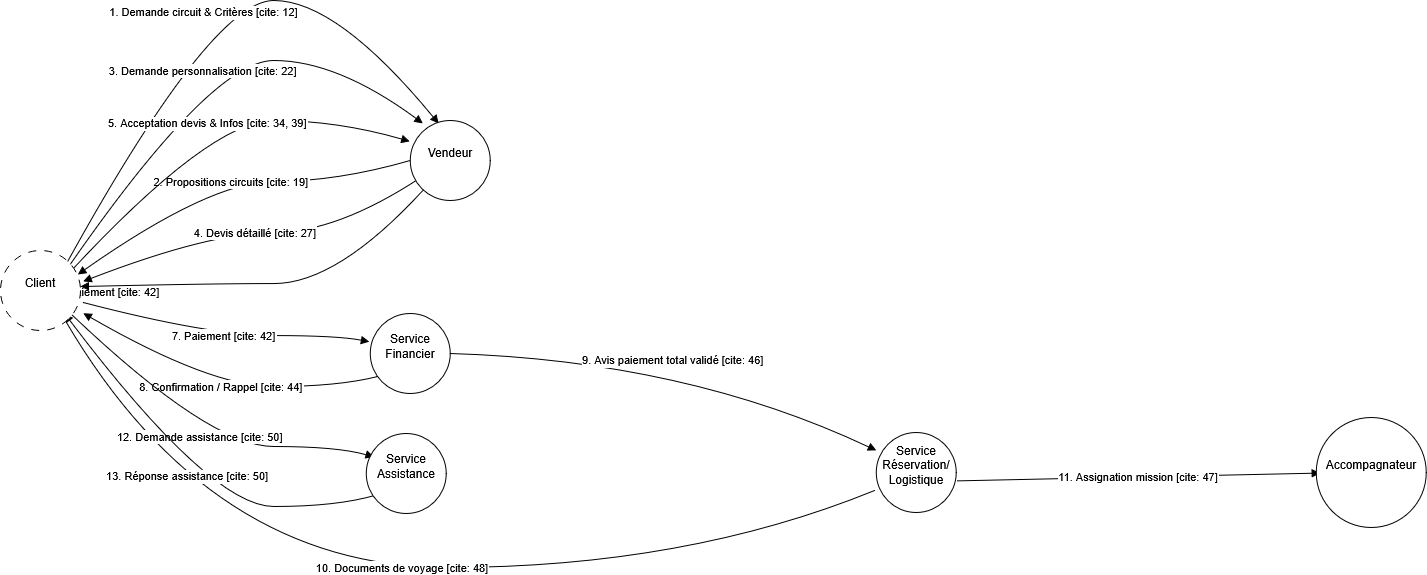 1. Demande circuit & Critères [cite: 12]
3. Demande personnalisation [cite: 22]
5. Acceptation devis & Infos [cite: 34, 39]
Vendeur
2. Propositions circuits [cite: 19]
4. Devis détaillé [cite: 27]
Client
[cite: 42]
7. Paiement [cite: 42]
Service
Financier
9. Avis paiement total validé [cite: 46]
8. Confirmation / Rappel [cite: 44]
12. Demande assistance [cite: 50]
Service
Assistance
13. Réponse assistance [cite: 50]
Service
Réservation/
Logistique
11. Assignation mission [cite: 47]
Accompagnateur
10. Documents de voyage [cite: 48]